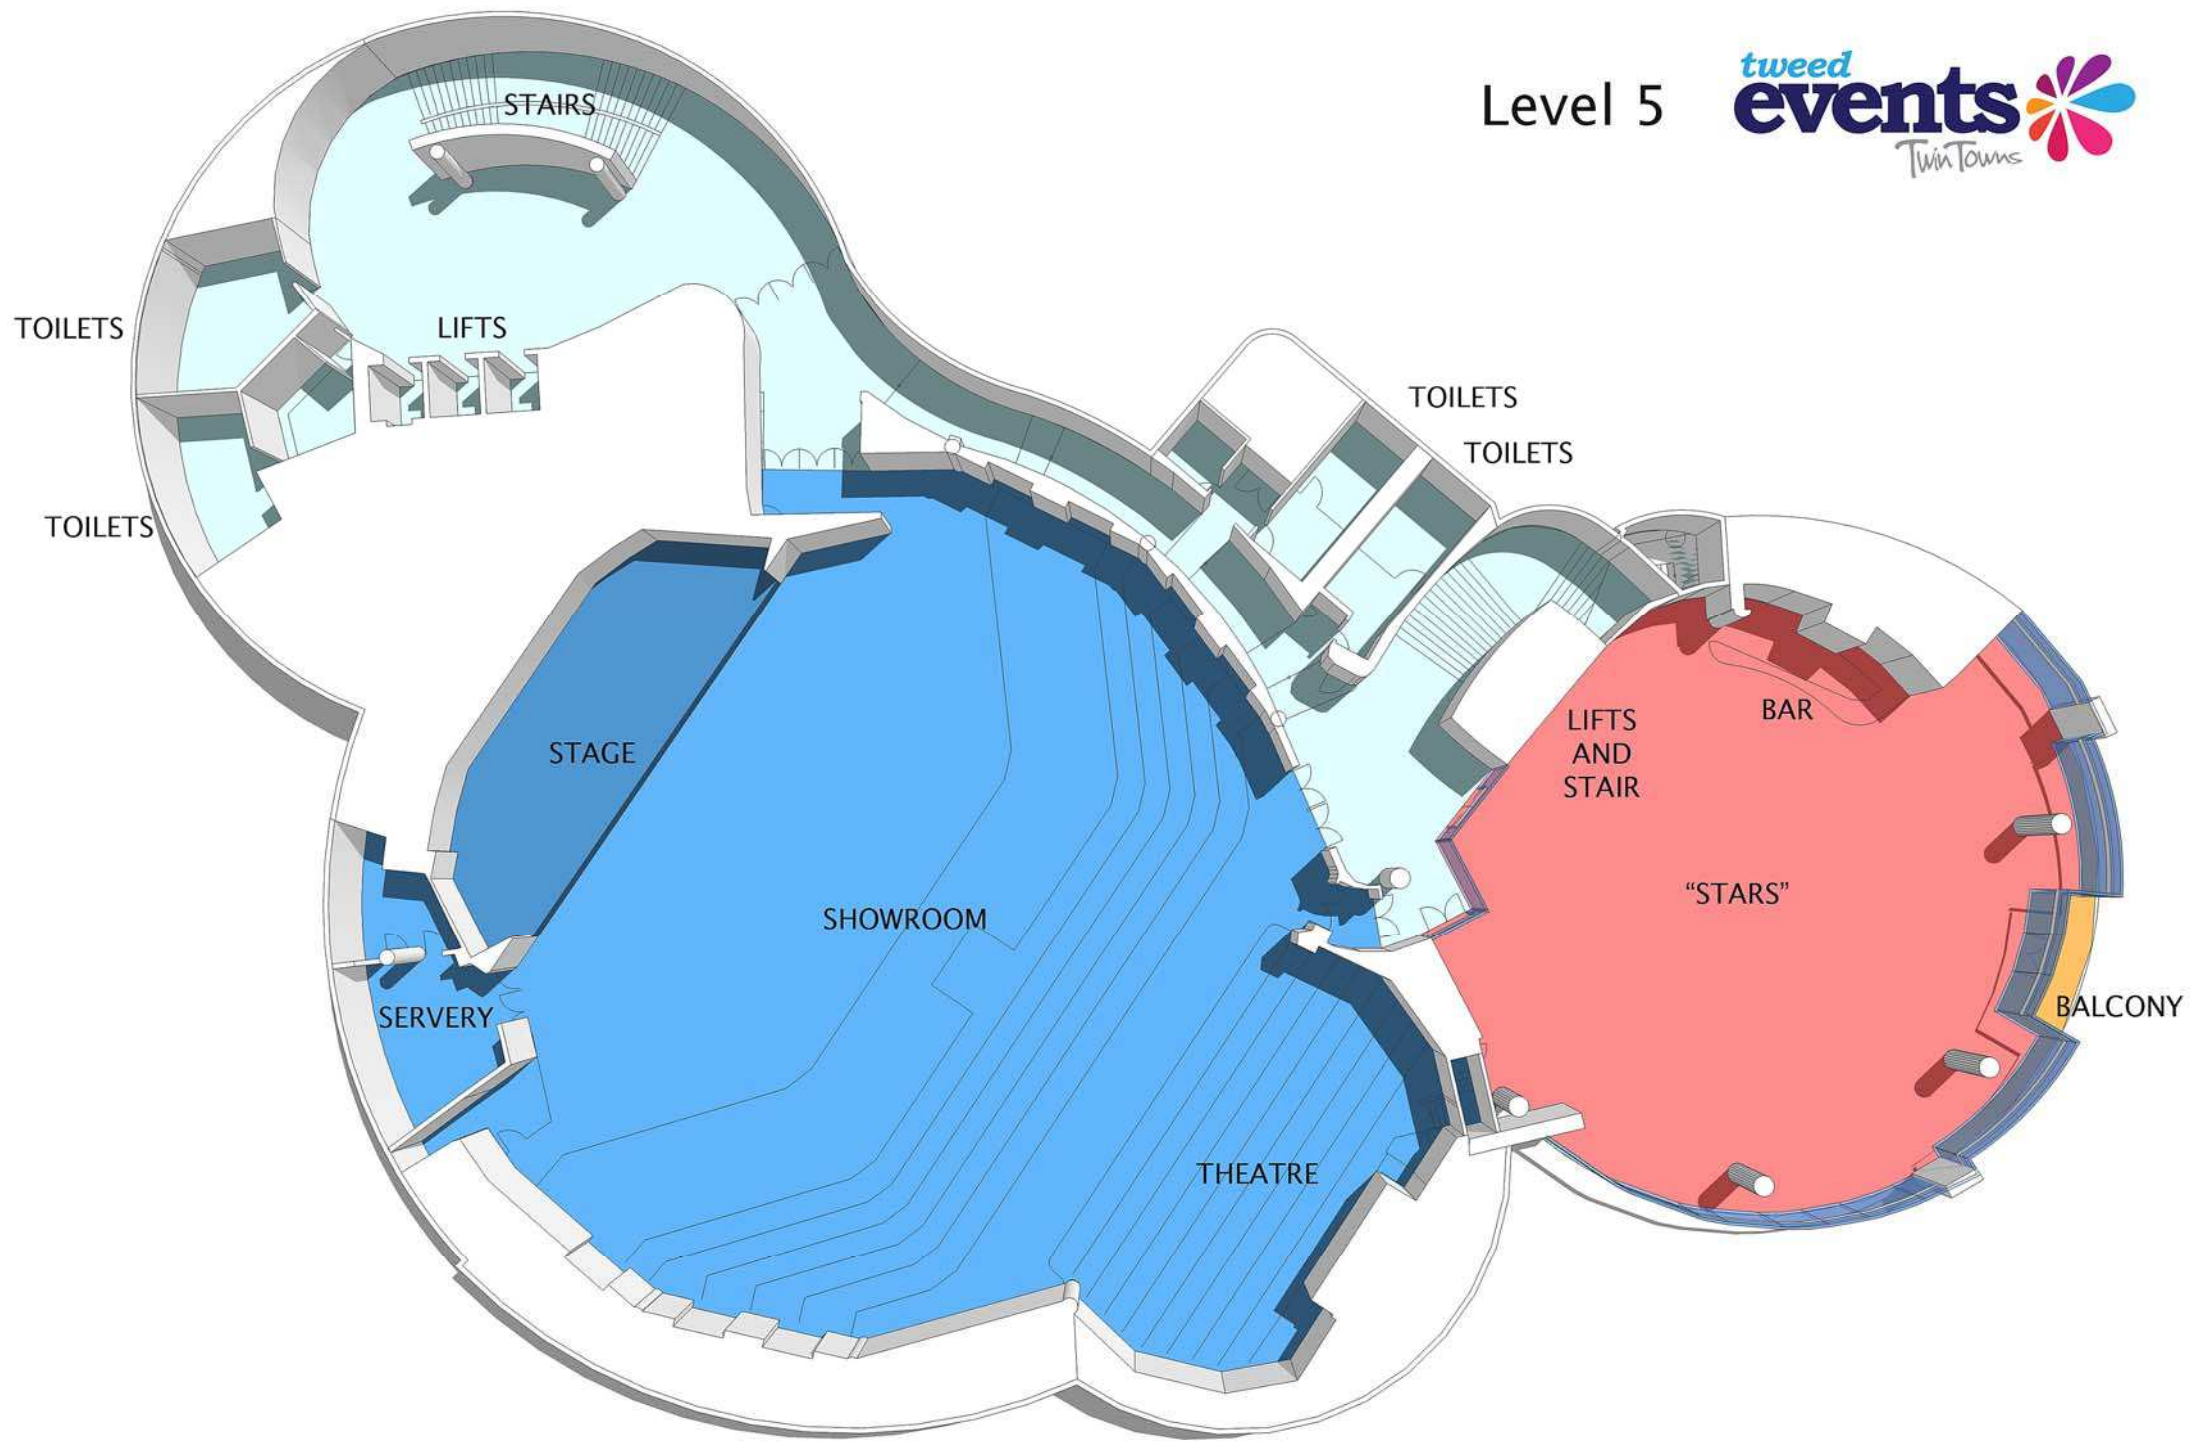 Level 5
tweed
events
Twin Towns
STAIRS
TOILETS
LIFTS
TOILETS
TOILETS
TOILETS
STAGE
SHOWROOM
SERVERY
THEATRE
LIFTS
AND
STAIR
BAR
“STARS”
BALCONY